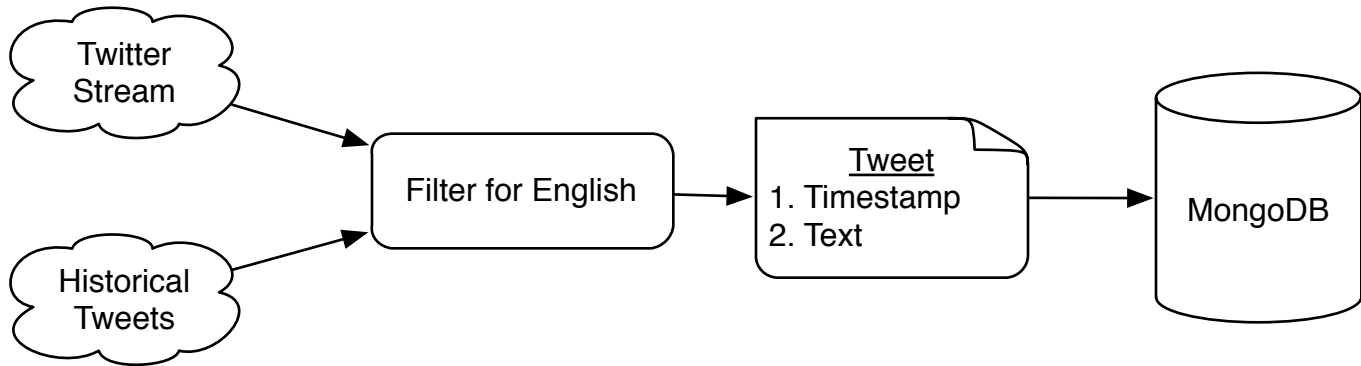 Twitter
Stream
Historical
Tweets
Filter for English
Tweet
1. Timestamp
2. Text
MongoDB